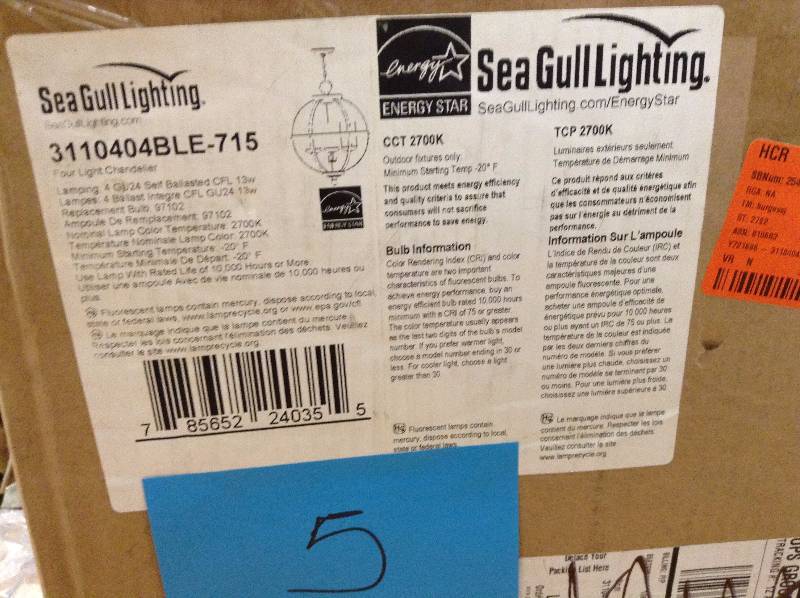 Sea Gull Lighting.
SeaGullLighting.com
3110404BLE-715
Four Light Chandelier
Lamping: 4 GU24 Self Ballasted CFL 13w
Lampes: 4 Ballast Integre CFL GU24 13w
Replacement Bulb: 97102
Ampoule De Remplacement: 97102
Nominal Lamp Color Temperature: 2700K
Température Nominale Lamp Color: 2700K
Minimum Starting Temp: -20° F
Température Minimale De Départ: -20° F
Use Lamp With Rated Life of 10,000 Hours or More
Utiliser une ampoule Avec de vie nominale de 10,000 heures ou
plus
Hg Fluorescent lamps contain mercury, dispose according to local,
state or federal laws, www.lamprecycle.org or www.epa.gov/cfl
Hg Le marquage indique que la lampe contient du mercure
Respecter les lois concernant l'élimination des déchets. Veuillez
consulter le site www.lamprecycle.org.
7 85652 24035 5
energy
ENERGY STAR
energy
ENERGY STAR
Sea Gull Lighting.
SeaGullLighting.com/EnergyStar
CCT 2700K
Outdoor fixtures only:
Minimum Starting Temp -20° F
This product meets energy efficiency
and quality criteria to assure that
consumers will not sacrifice
performance to save energy.
Bulb Information
Color Rendering Index (CRI) and color
temperature are two important
characteristics of fluorescent bulbs. To
achieve energy performance, buy an
energy efficient bulb rated 10,000 hours
minimum with a CRI of 75 or greater.
The color temperature usually appears
as the last two digits of the bulb's model
number. If you prefer warmer light,
choose a model number ending in 30 or
less. For cooler light, choose a light
greater than 30.
Hg Fluorescent lamps contain
mercury, dispose according to local,
state or federal laws
TCP 2700K
Luminaires extérieurs seulement
Température de Démarrage Minimum
Ce produit répond aux critères
d'efficacité et de qualité energétique afin
que les consommateurs n'économisent
pas sur l'énergie au détriment de la
performance.
Information Sur L'ampoule
L'Indice de Rendu de Couleur (IRC) et
la température de la couleur sont deux
caractéristiques majeures d'une
ampoule fluorescente. Pour une
performance énergétique optimale,
acheter une ampoule d'efficacité de
énergétique prévu pour 10 000 heures
ou plus ayant un IRC de 75 ou plus. La
température de la couleur est indiquée
par les deux derniers chiffres du
numéro de modèle. Si vous préférer
une lumière plus chaude, choisissez un
numéro de modèle se terminant par 30
ou moins. Pour une lumière plus froide,
choisissez une lumière supérieure à 30.
Hg Le marquage indique que la lampe
contient du mercure. Respecter les lois
concernant l'élimination des déchets.
Veuillez consulter le site
www.lamprecycle.org
HCR
RGA: NA
VR N
5
Detach Your
Packing List Here